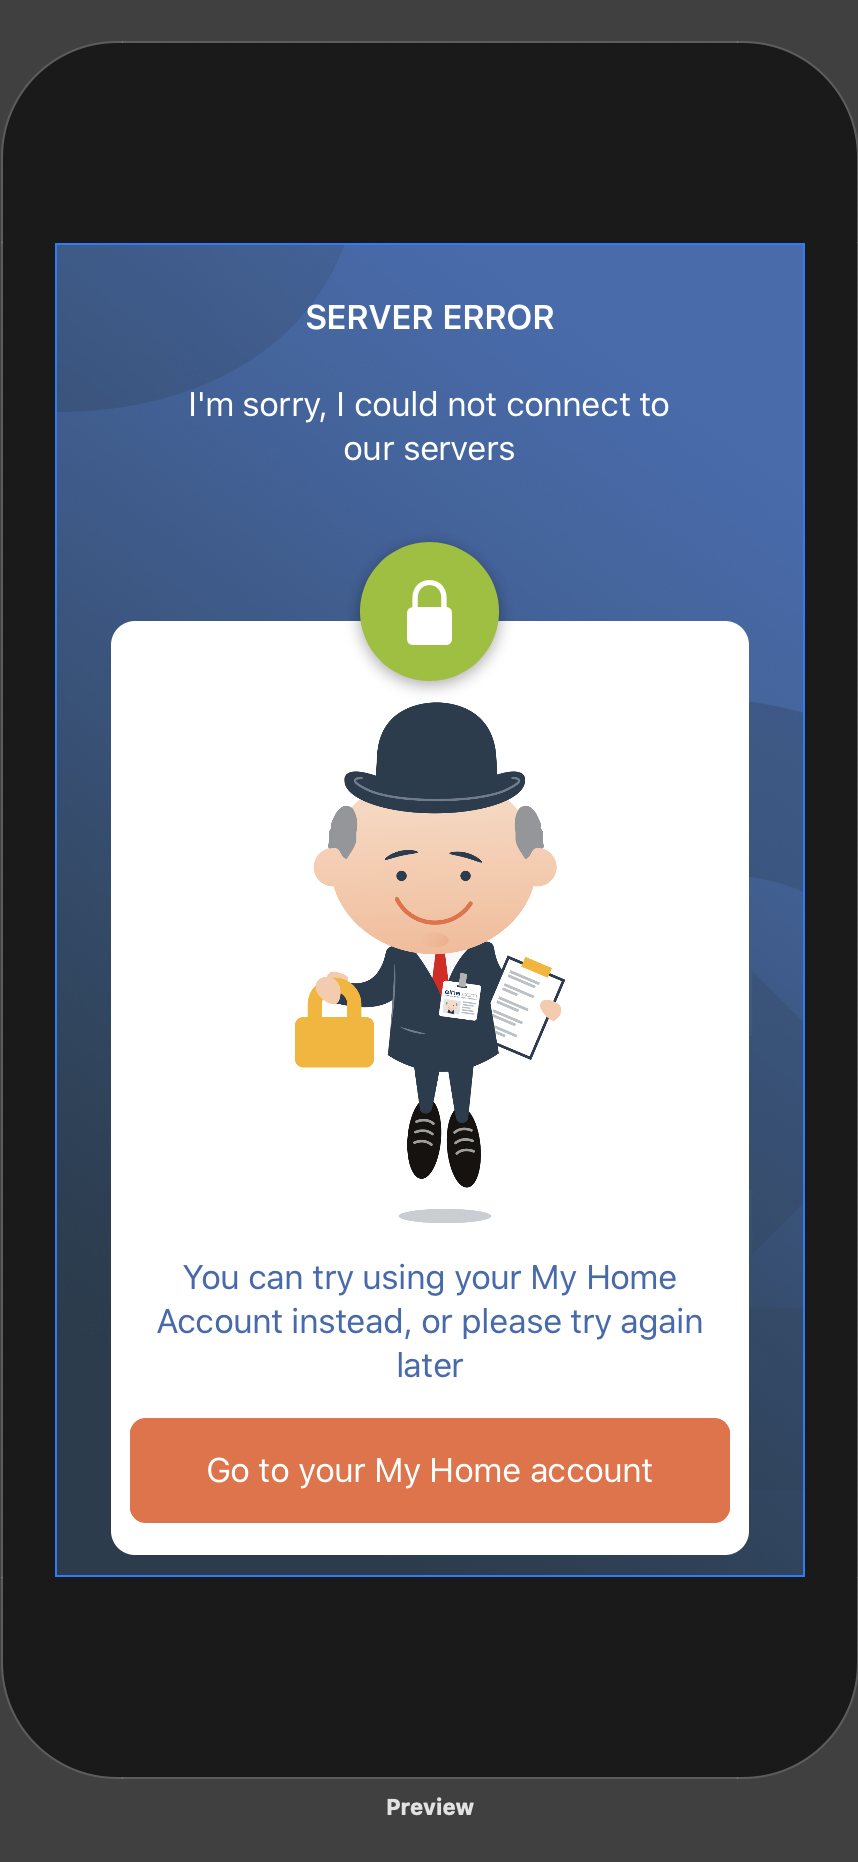 SERVER ERROR
I'm sorry, I could not connect to
our servers
You can try using your My Home
Account instead, or please try again
later
Go to your My Home account
Preview